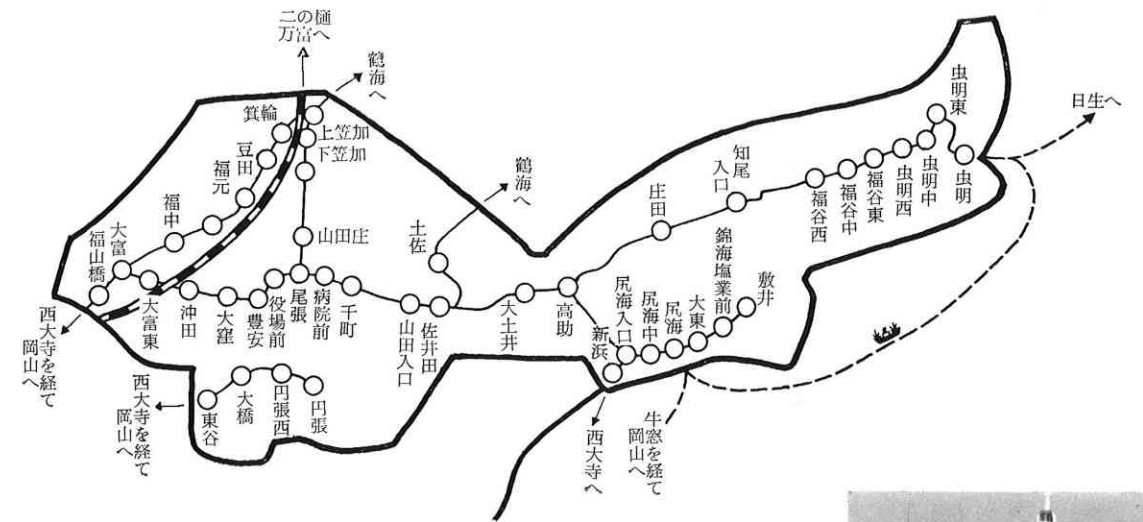 二の樋
万富へ
鶴海へ
箕輪
上笠加
下笠加
豆田
福元
福中
大富
福山橋
西大寺を経て
岡山へ
大富東
沖田
大窪
豊安
役場前
尾張
山田庄
病院前
千町
山田入口
佐井田
土佐
鶴海へ
大土井
高助
庄田
知尾
入口
福谷西
福谷中
福谷東
虫明西
虫明中
虫明東
虫明
日生へ
新浜
尻海入口
尻海中
尻海
大東
錦海塩業前
敷井
西大寺へ
牛窓を経て
岡山へ
西大寺を経て
岡山へ
東谷
大橋
円張西
円張